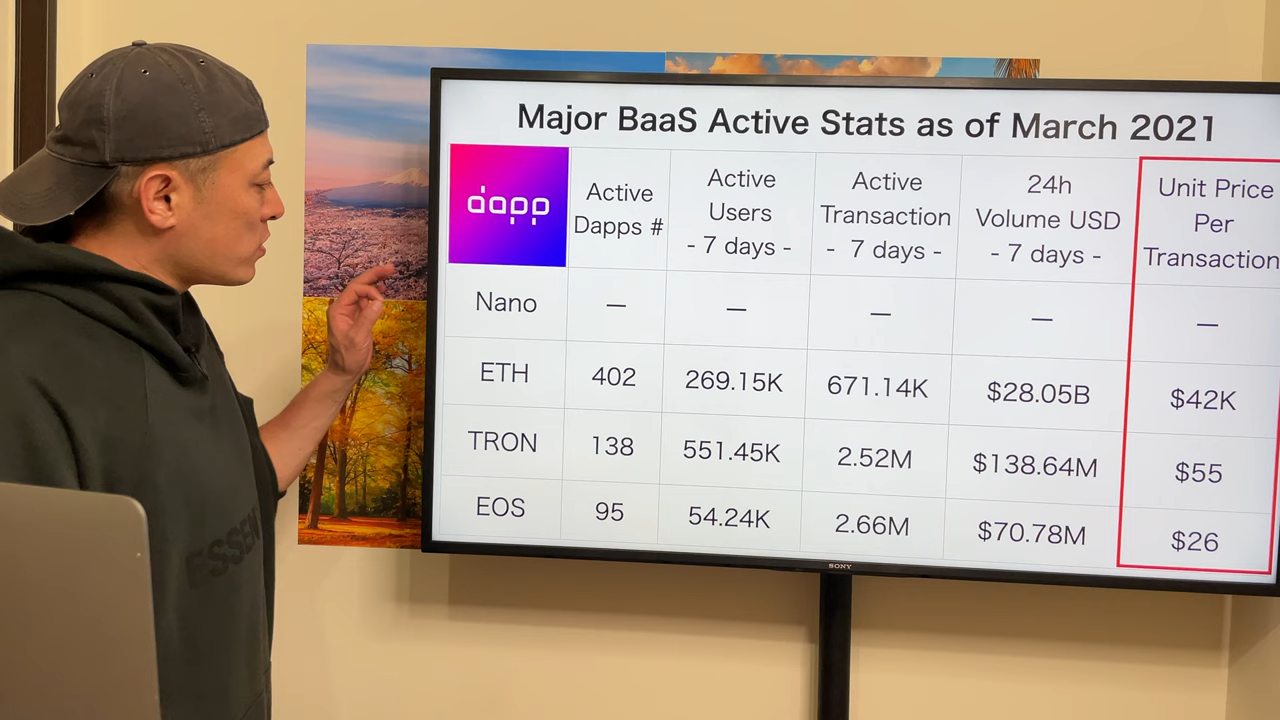 Major BaaS Active Stats as of March 2021
dapp
Active
Dapps #
Active
Users
- 7 days -
Active
Transaction
- 7 days -
24h
Volume USD
- 7 days -
Unit Price
Per
Transaction
Nano — — — — —
ETH 402 269.15K 671.14K $28.05B $42K
TRON 138 551.45K 2.52M $138.64M $55
EOS 95 54.24K 2.66M $70.78M $26
SONY
ESSEN